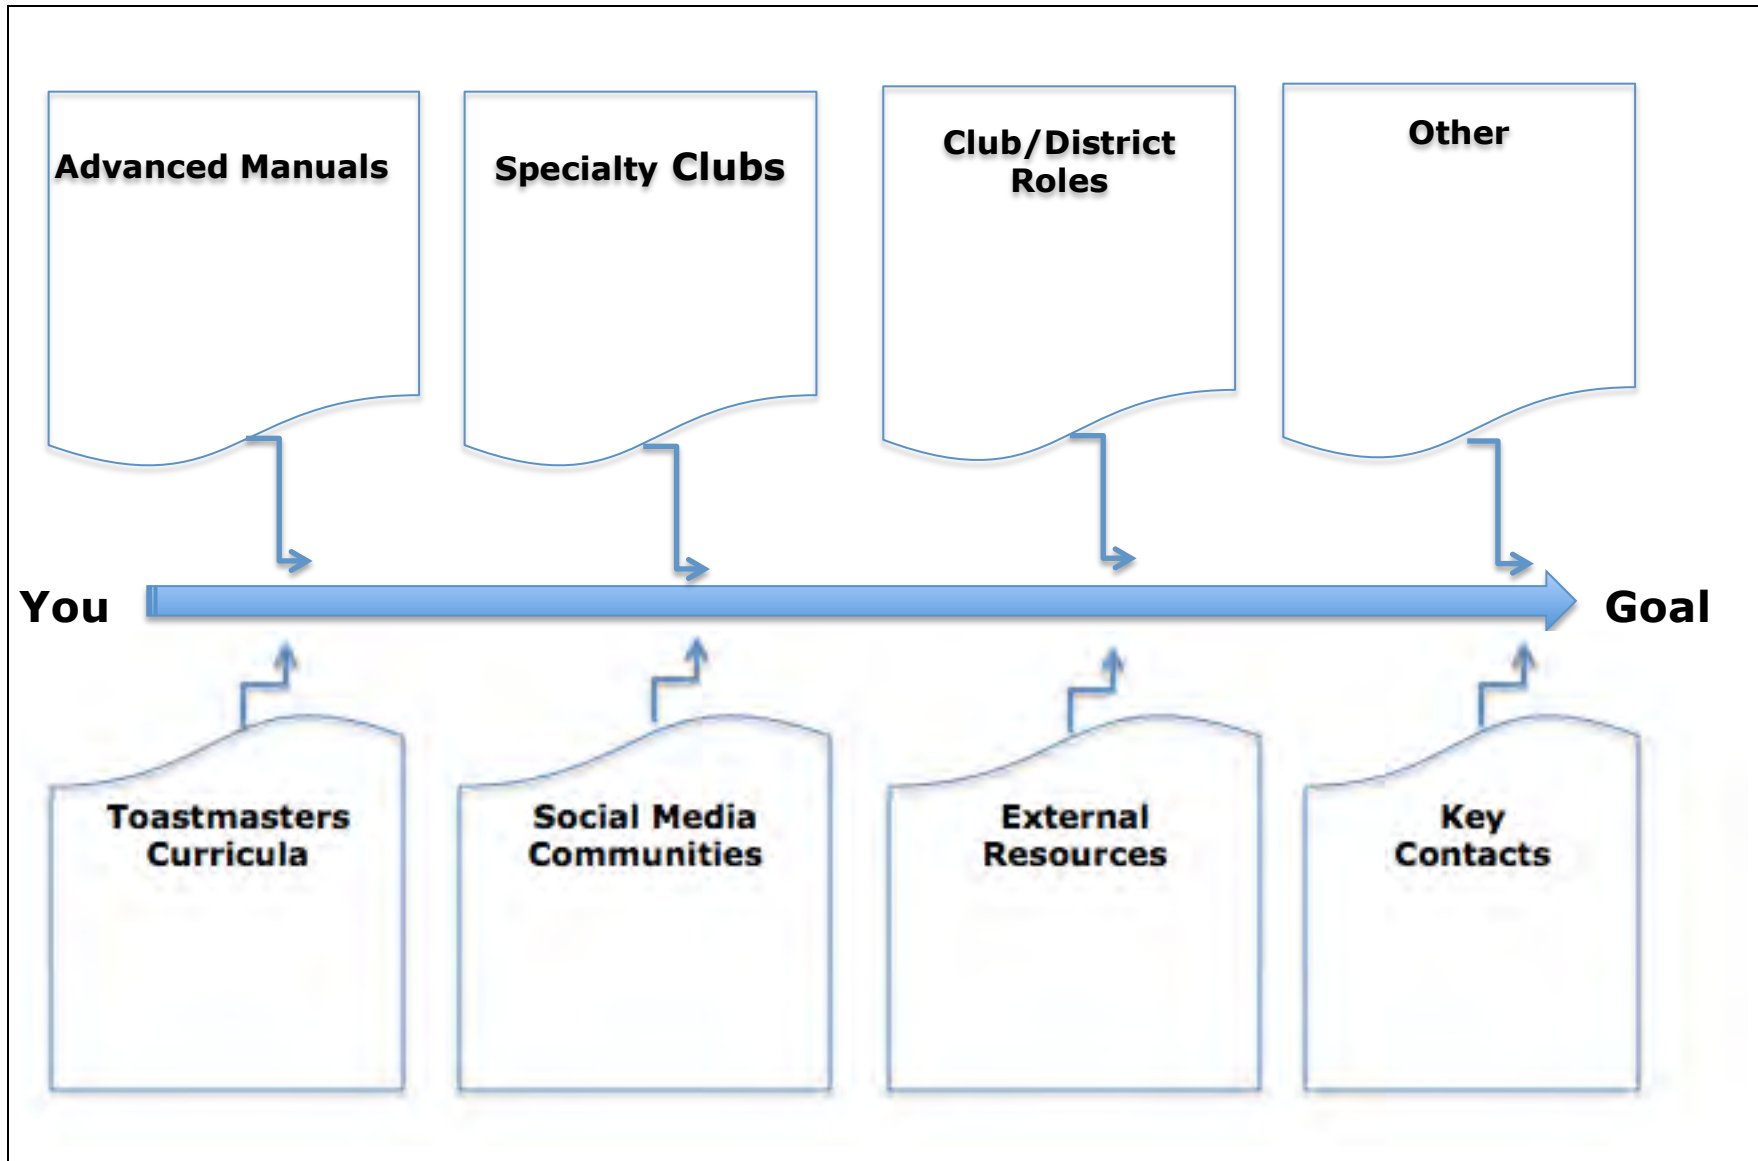 Advanced Manuals
Specialty Clubs
Club/District
Roles
Other
You
Goal
Toastmasters
Curricula
Social Media
Communities
External
Resources
Key
Contacts